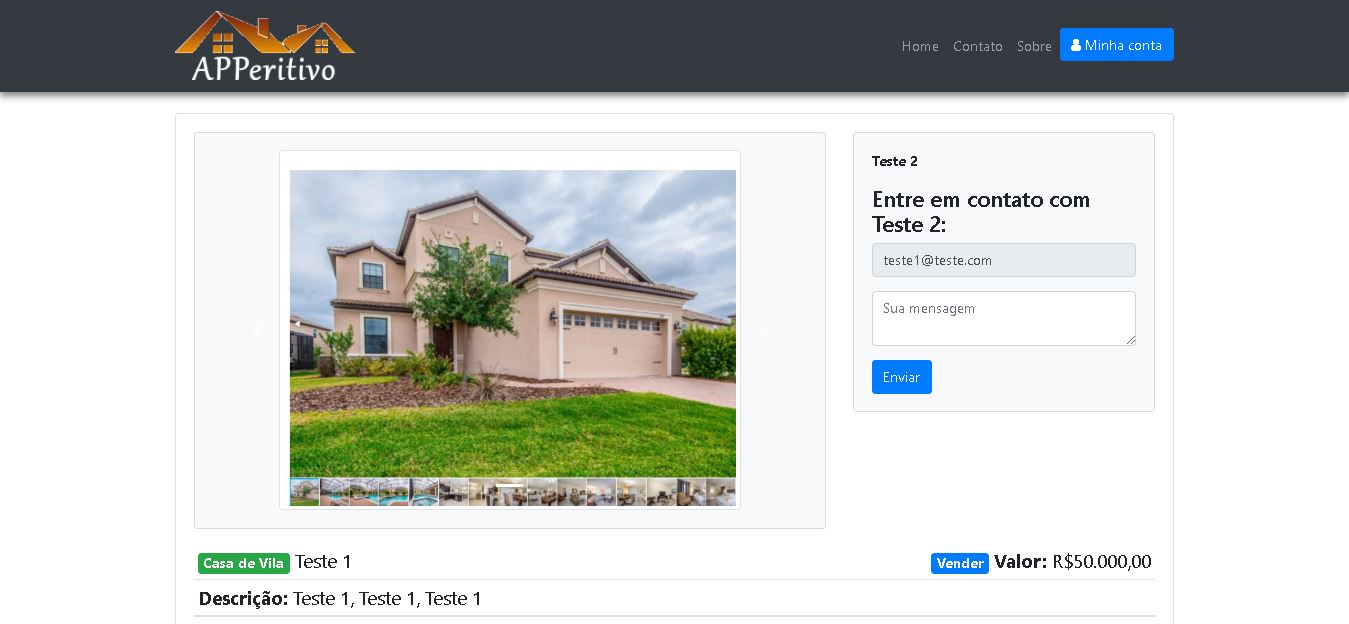 APPeritivo
Home Contato Sobre Minha conta
Teste 2
Entre em contato com
Teste 2:
teste1@teste.com
Sua mensagem
Enviar
Casa de Vila Teste 1
Vender Valor: R$50.000,00
Descrição: Teste 1, Teste 1, Teste 1